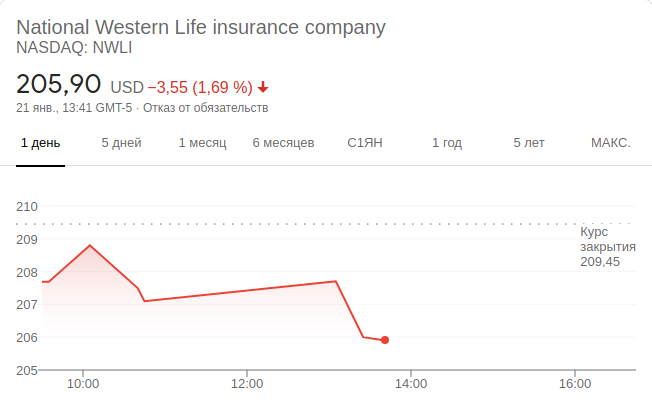 National Western Life insurance company
NASDAQ: NWLI
205,90 USD −3,55 (1,69 %)
21 янв., 13:41 GMT-5 · Отказ от обязательств
1 день 5 дней 1 месяц 6 месяцев С1ЯН 1 год 5 лет МАКС.
210
Курс
закрытия
209,45
209
208
207
206
205
10:00 12:00 14:00 16:00